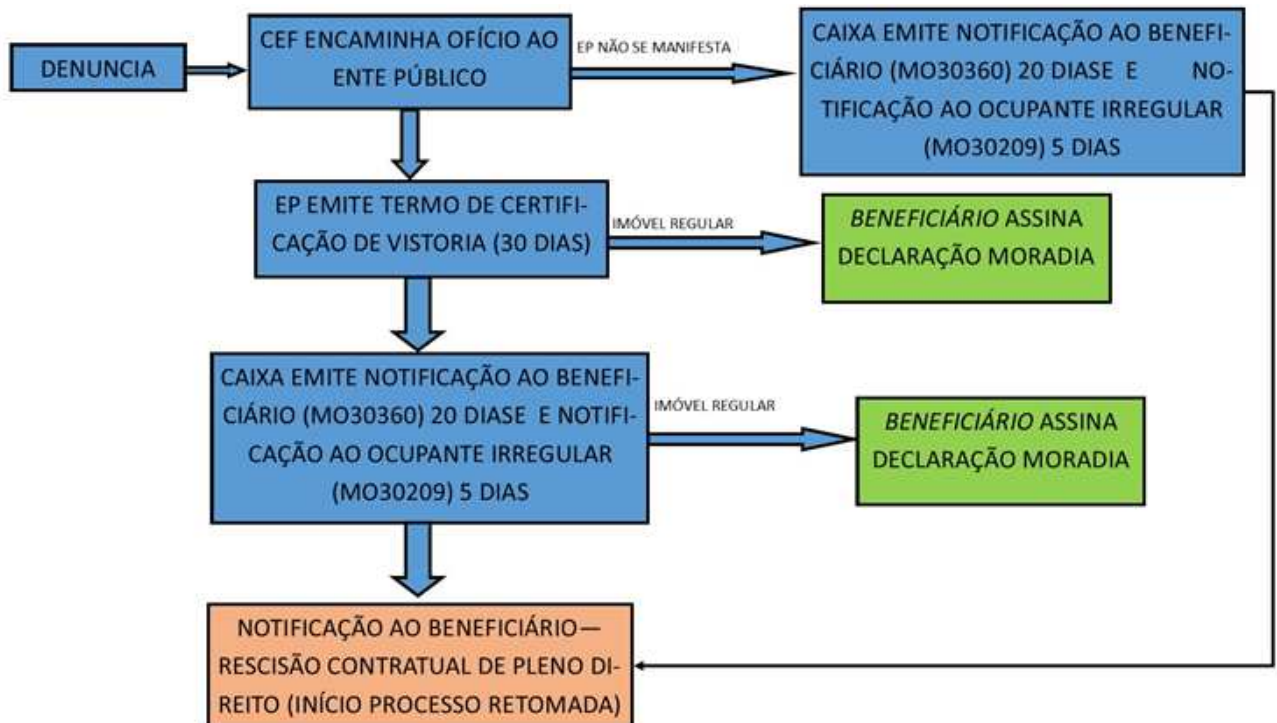 DENUNCIA
CEF ENCAMINHA OFÍCIO AO
ENTE PÚBLICO
EP NÃO SE MANIFESTA
CAIXA EMITE NOTIFICAÇÃO AO BENEFI-
CIÁRIO (MO30360) 20 DIASE E NO-
TIFICAÇÃO AO OCUPANTE IRREGULAR
(MO30209) 5 DIAS
EP EMITE TERMO DE CERTIFI-
CAÇÃO DE VISTORIA (30 DIAS)
IMÓVEL REGULAR
BENEFICIÁRIO ASSINA
DECLARAÇÃO MORADIA
CAIXA EMITE NOTIFICAÇÃO AO BENEFI-
CIÁRIO (MO30360) 20 DIASE E NOTIFI-
CAÇÃO AO OCUPANTE IRREGULAR
(MO30209) 5 DIAS
IMÓVEL REGULAR
BENEFICIÁRIO ASSINA
DECLARAÇÃO MORADIA
NOTIFICAÇÃO AO BENEFICIÁRIO—
RESCISÃO CONTRATUAL DE PLENO DI-
REITO (INÍCIO PROCESSO RETOMADA)